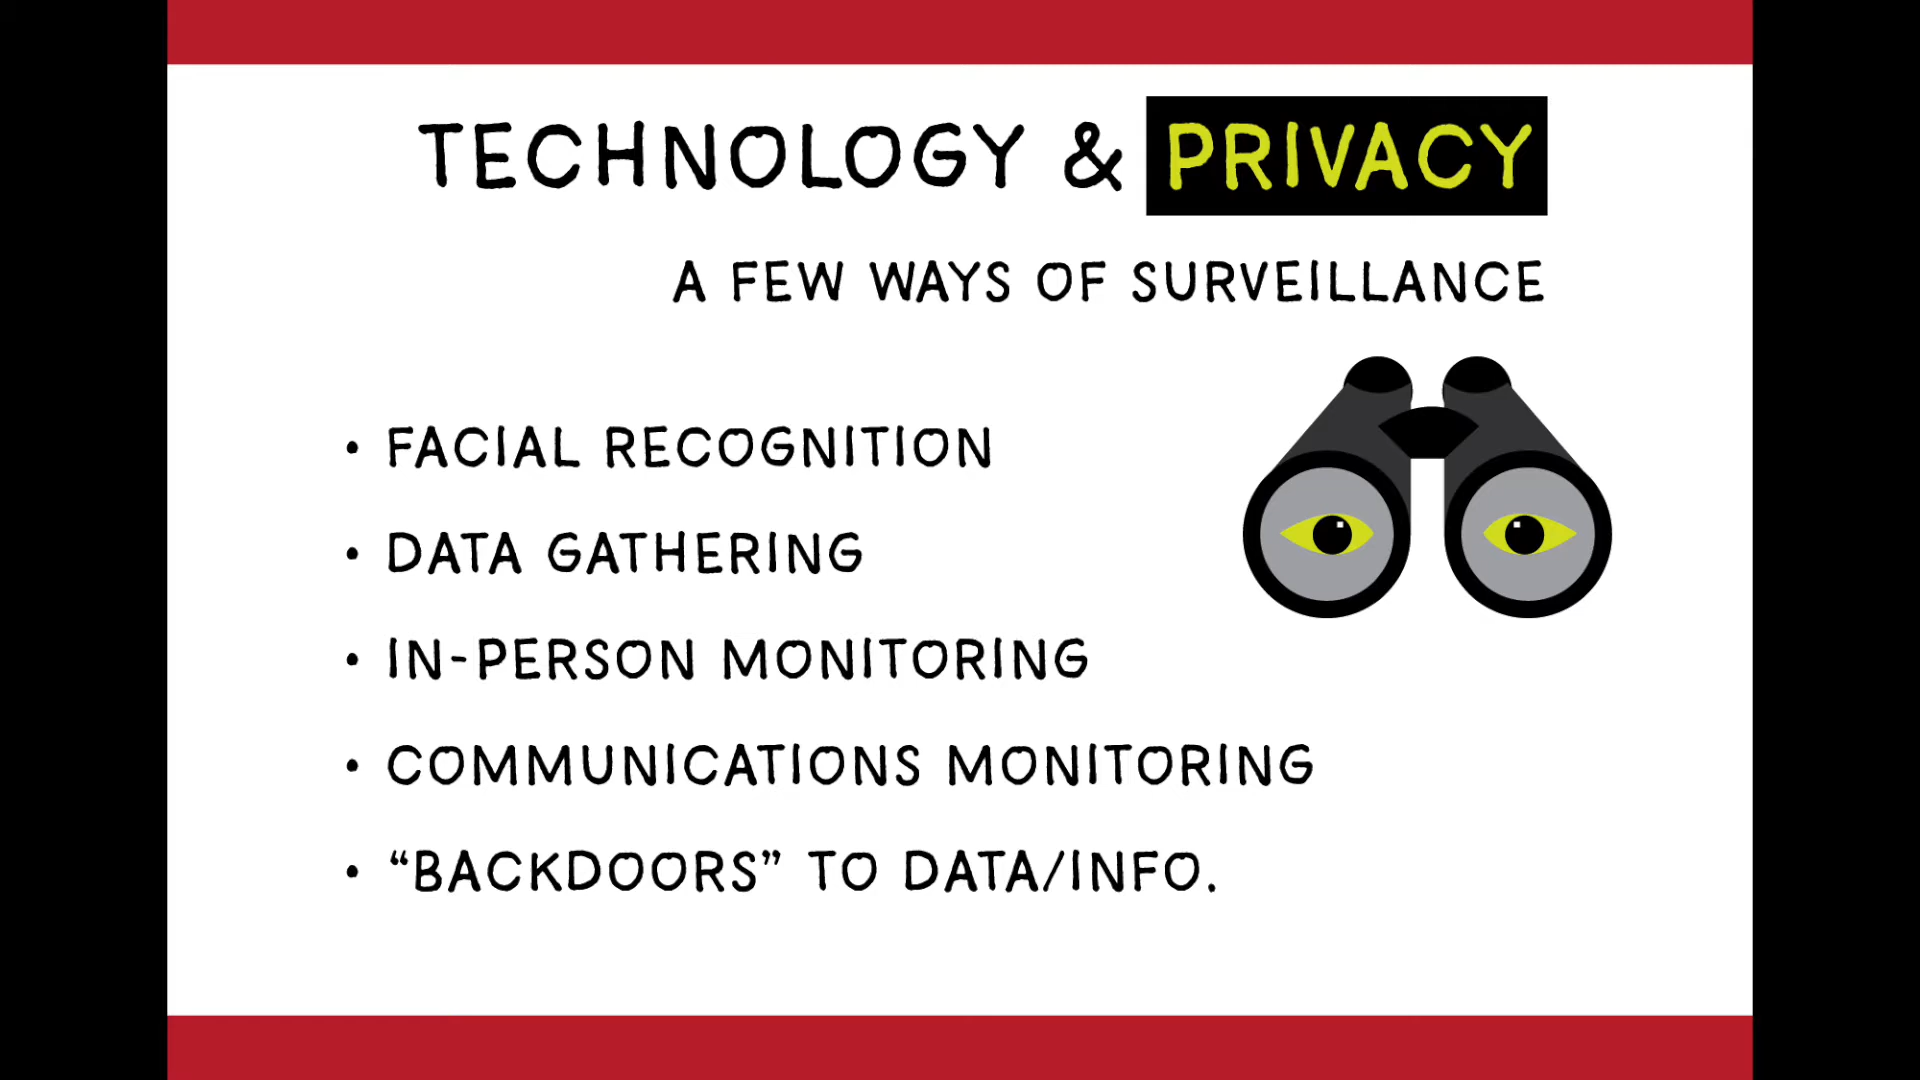 TECHNOLOGY & PRIVACY
A FEW WAYS OF SURVEILLANCE
• FACIAL RECOGNITION
• DATA GATHERING
• IN-PERSON MONITORING
• COMMUNICATIONS MONITORING
• “BACKDOORS” TO DATA/INFO.